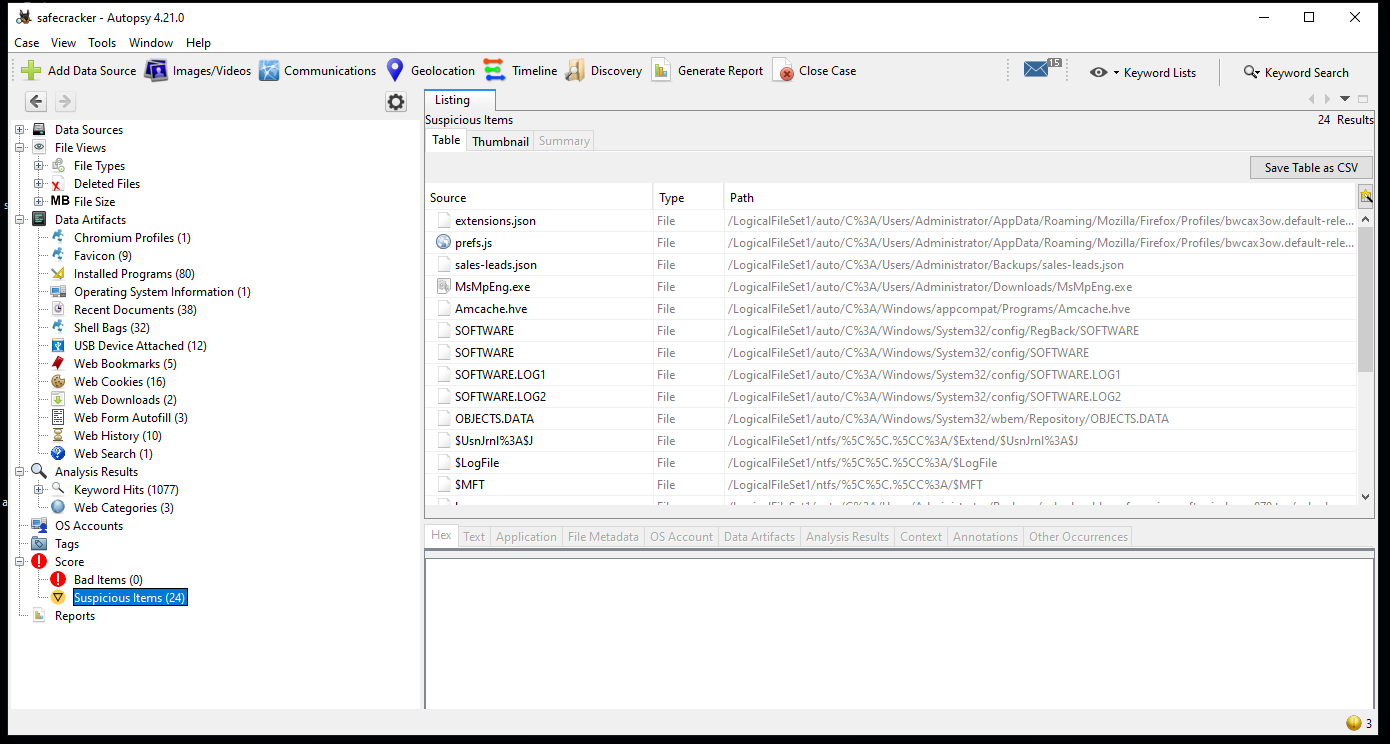 safecracker - Autopsy 4.21.0
Case View Tools Window Help
Add Data Source Images/Videos Communications Geolocation Timeline Discovery Generate Report Close Case 15 Keyword Lists Keyword Search
Listing
Suspicious Items 24 Results
Table Thumbnail Summary
Save Table as CSV
Data Sources
File Views
File Types
Deleted Files
MB File Size
Data Artifacts
Chromium Profiles (1)
Favicon (9)
Installed Programs (80)
Operating System Information (1)
Recent Documents (38)
Shell Bags (32)
USB Device Attached (12)
Web Bookmarks (5)
Web Cookies (16)
Web Downloads (2)
Web Form Autofill (3)
Web History (10)
Web Search (1)
Analysis Results
Keyword Hits (1077)
Web Categories (3)
OS Accounts
Tags
Score
Bad Items (0)
Suspicious Items (24)
Reports
Source Type Path
extensions.json File /LogicalFileSet1/auto/C%3A/Users/Administrator/AppData/Roaming/Mozilla/Firefox/Profiles/bwcax3ow.default-rele...
prefs.js File /LogicalFileSet1/auto/C%3A/Users/Administrator/AppData/Roaming/Mozilla/Firefox/Profiles/bwcax3ow.default-rele...
sales-leads.json File /LogicalFileSet1/auto/C%3A/Users/Administrator/Backups/sales-leads.json
MsMpEng.exe File /LogicalFileSet1/auto/C%3A/Users/Administrator/Downloads/MsMpEng.exe
Amcache.hve File /LogicalFileSet1/auto/C%3A/Windows/appcompat/Programs/Amcache.hve
SOFTWARE File /LogicalFileSet1/auto/C%3A/Windows/System32/config/RegBack/SOFTWARE
SOFTWARE File /LogicalFileSet1/auto/C%3A/Windows/System32/config/SOFTWARE
SOFTWARE.LOG1 File /LogicalFileSet1/auto/C%3A/Windows/System32/config/SOFTWARE.LOG1
SOFTWARE.LOG2 File /LogicalFileSet1/auto/C%3A/Windows/System32/config/SOFTWARE.LOG2
OBJECTS.DATA File /LogicalFileSet1/auto/C%3A/Windows/System32/wbem/Repository/OBJECTS.DATA
$UsnJrnl%3A$J File /LogicalFileSet1/ntfs/%5C%5C.%5CC%3A/$Extend/$UsnJrnl%3A$J
$LogFile File /LogicalFileSet1/ntfs/%5C%5C.%5CC%3A/$LogFile
$MFT File /LogicalFileSet1/ntfs/%5C%5C.%5CC%3A/$MFT
Hex Text Application File Metadata OS Account Data Artifacts Analysis Results Context Annotations Other Occurrences
3